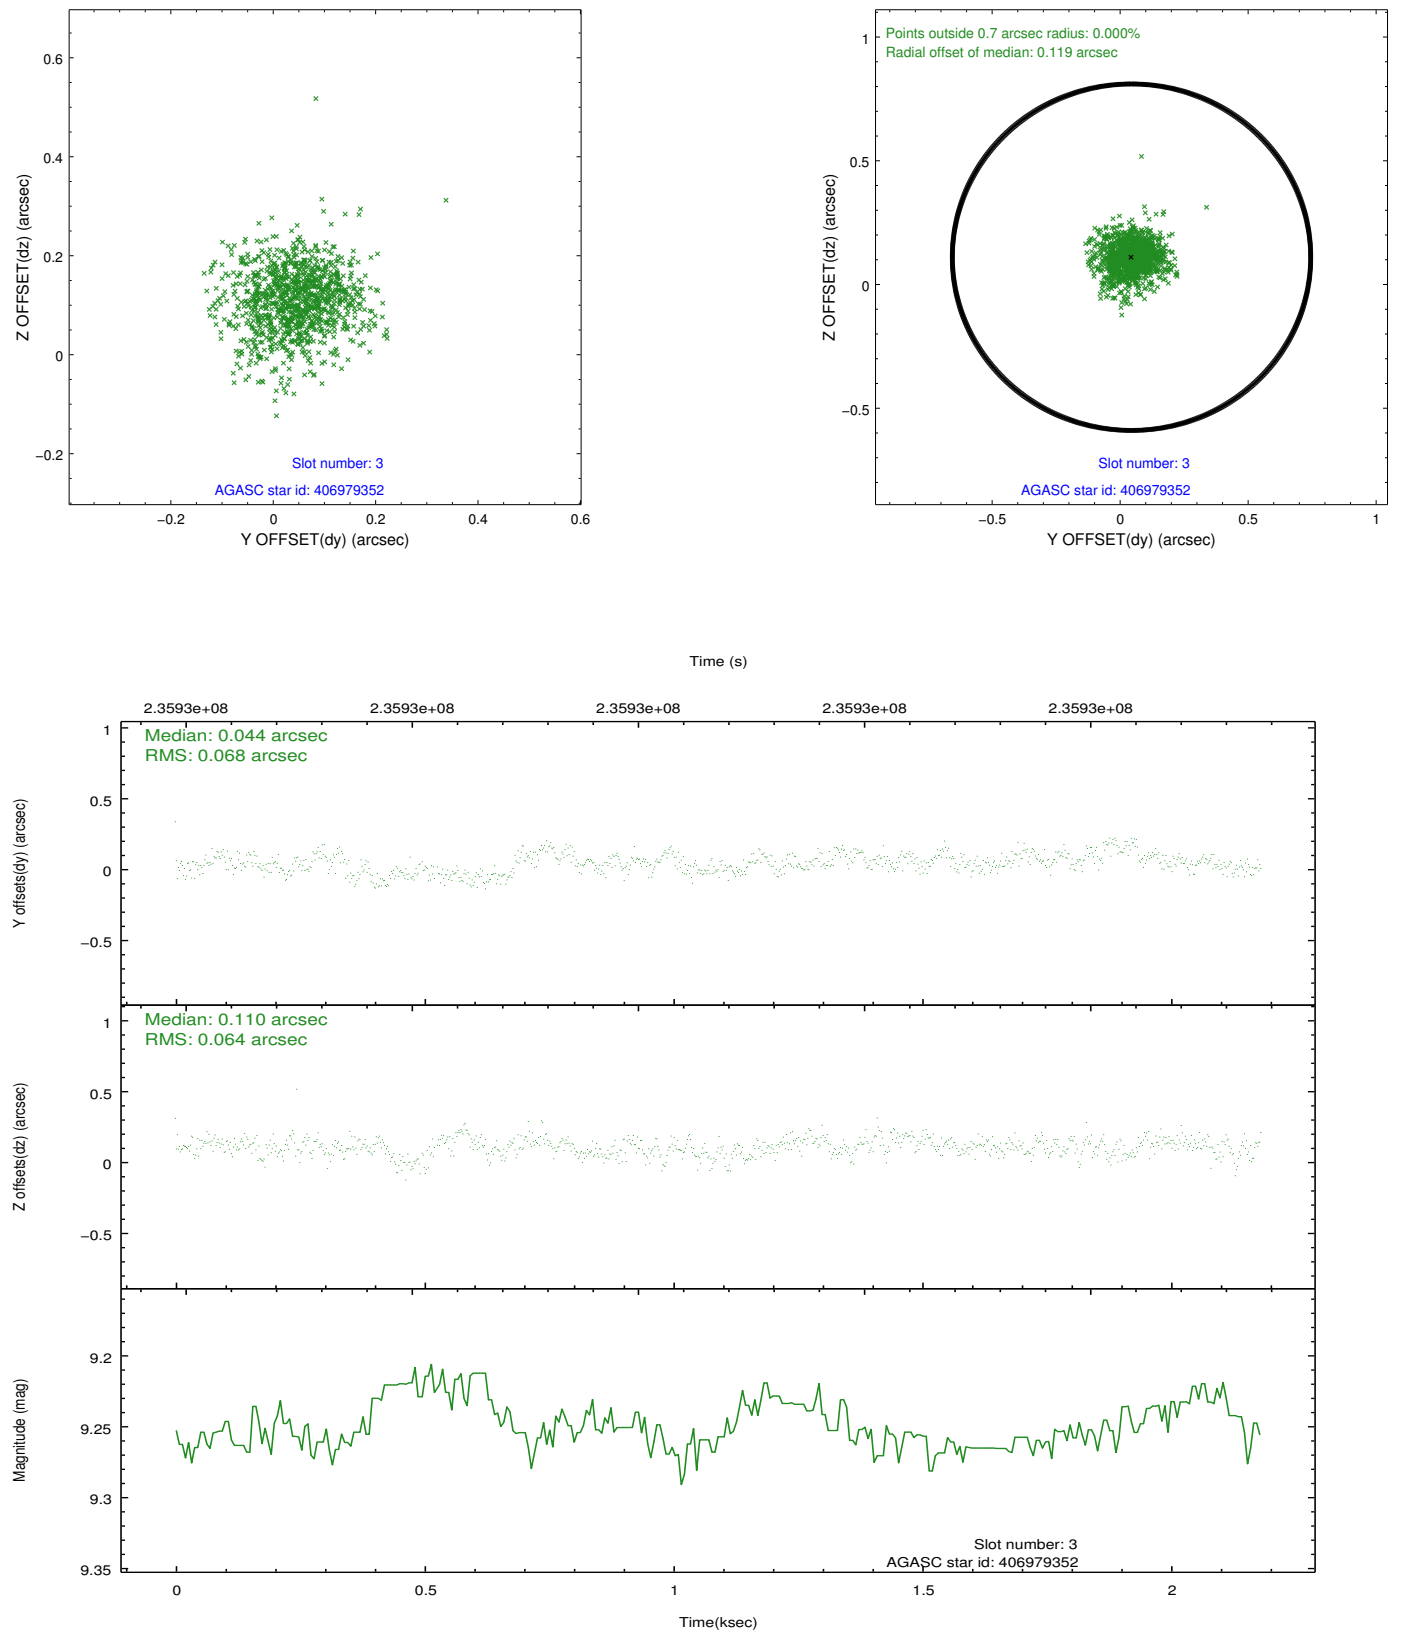 0.6
0.4
0.2
0
−0.2
Z OFFSET(dz) (arcsec)
Slot number: 3
AGASC star id: 406979352
−0.2 0 0.2 0.4 0.6
Y OFFSET(dy) (arcsec)
Points outside 0.7 arcsec radius: 0.000%
Radial offset of median: 0.119 arcsec
1
0.5
0
−0.5
Z OFFSET(dz) (arcsec)
Slot number: 3
AGASC star id: 406979352
−0.5 0 0.5 1
Y OFFSET(dy) (arcsec)
Time (s)
2.3593e+08 2.3593e+08 2.3593e+08 2.3593e+08 2.3593e+08
Median: 0.044 arcsec
RMS: 0.068 arcsec
1
0.5
0
−0.5
Y offsets(dy) (arcsec)
Median: 0.110 arcsec
RMS: 0.064 arcsec
1
0.5
0
−0.5
Z offsets(dz) (arcsec)
9.2
9.25
9.3
9.35
Magnitude (mag)
Slot number: 3
AGASC star id: 406979352
0 0.5 1 1.5 2
Time(ksec)